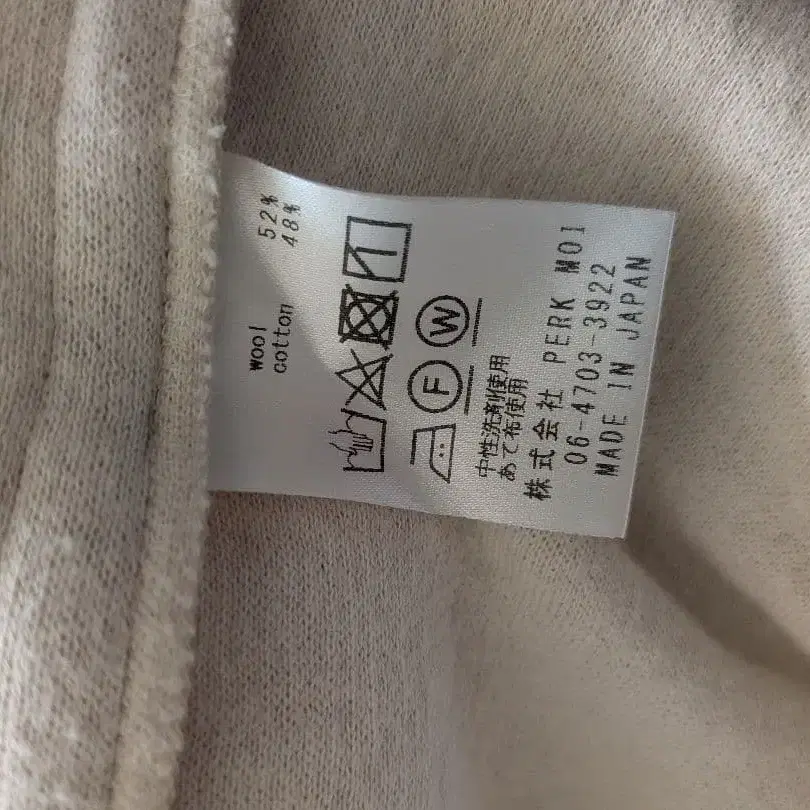 wool 52%
cotton 48%
F W
中性洗剤使用
あて布使用
株式会社 PERK MOI
06-4703-3922
MADE IN JAPAN